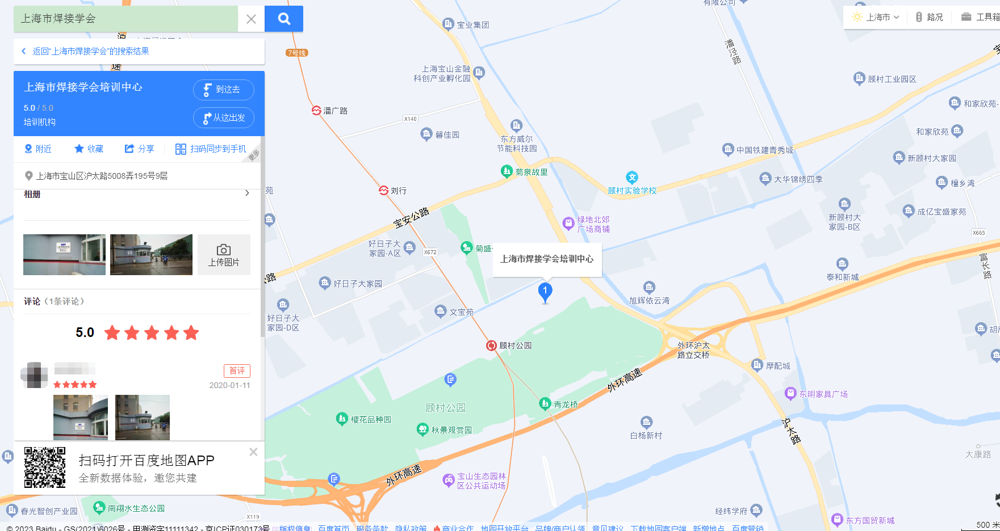 上海市焊接学会
返回“上海市焊接学会”的搜索结果
上海市焊接学会培训中心
5.0 / 5.0
培训机构
到这去
从这出发
附近
收藏
分享
扫码同步到手机
上海市宝山区沪太路5008弄195号9层
相册
上传图片
评论（1条评论）
5.0
首评
2020-01-11
扫码打开百度地图APP
全新数据体验，邀您共建
上海市
路况
工具箱
有限公司
宝业集团
沪
速
7号线
潘泾路
上海宝山金融
科创产业孵化园
顾村工业园区
潘广路
X140
和家欣苑-
馨佳园
东方威尔
节能科技园
和家欣苑
中国铁建青秀城
新顾村大家园
菊泉故里
顾村实验学校
大华锦绣四季
檀乡湾
苑
刘行
宝安公路
绿地北郊
广场商铺
新顾村大
家园-B区
成亿宝盛家苑
X665
好日子大
家园-A区
X672
菊盛
上海市焊接学会培训中心
富长路
公路
好日子大家园
1
旭辉依云湾
泰和新城
好日子大
家园-D区
文宝苑
顾村公园
外环沪太
路立交桥
摩配城
外环高速
东明家具广场
顾村公园
青龙桥
樱花品种园
秋景观赏园
白杨新村
沪太路
大康路
外环高速
宝山生态园林
区公共运动场
春光智创产业园
南翔水生态公园
X119
经纬学府
东方国贸新城
500 米
© 2023 Baidu - GS(2021)6026号 - 甲测资字11111342 - 京ICP证030173号
版权信息 百度首页 服务条款 隐私政策 商业合作 地图开放平台 品牌/商户认领 意见建议 下载地图客户端 新增地点 百度营销